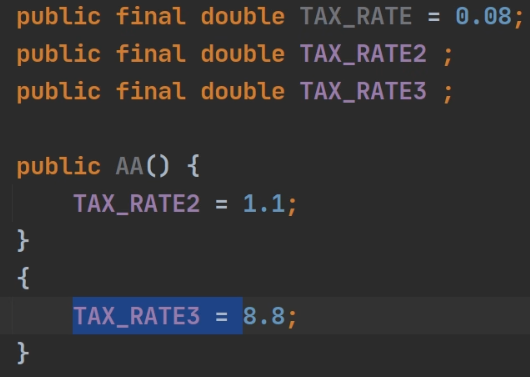 public final double TAX_RATE = 0.08;
public final double TAX_RATE2 ;
public final double TAX_RATE3 ;
public AA() {
TAX_RATE2 = 1.1;
}
{
TAX_RATE3 = 8.8;
}